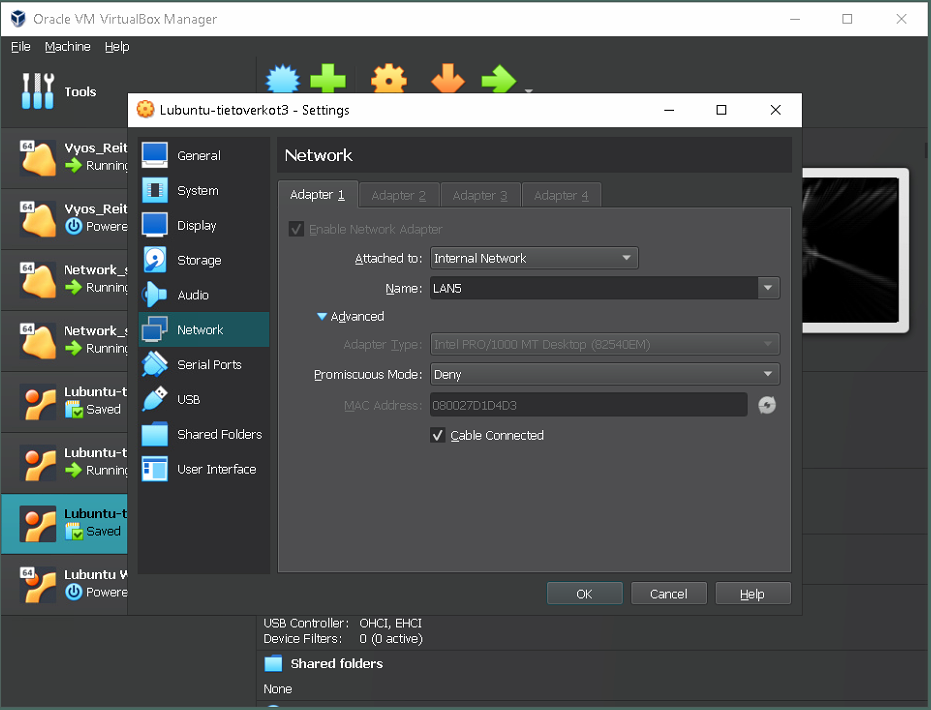 Oracle VM VirtualBox Manager
File Machine Help
Tools
Lubuntu-tietoverkot3 - Settings
64
Vyos_Reit
Running
64
Vyos_Reit
Powere
64
Network_s
Running
64
Network_s
Running
Lubuntu-t
Saved
Lubuntu-t
Running
Lubuntu-t
Saved
64
Lubuntu W
Powere
General
System
Display
Storage
Audio
Network
Serial Ports
USB
Shared Folders
User Interface
Network
Adapter 1 Adapter 2 Adapter 3 Adapter 4
Enable Network Adapter
Attached to: Internal Network
Name: LAN5
Advanced
Adapter Type: Intel PRO/1000 MT Desktop (82540EM)
Promiscuous Mode: Deny
MAC Address: 080027D1D4D3
Cable Connected
OK Cancel Help
USB Controller: OHCI, EHCI
Device Filters: 0 (0 active)
Shared folders
None